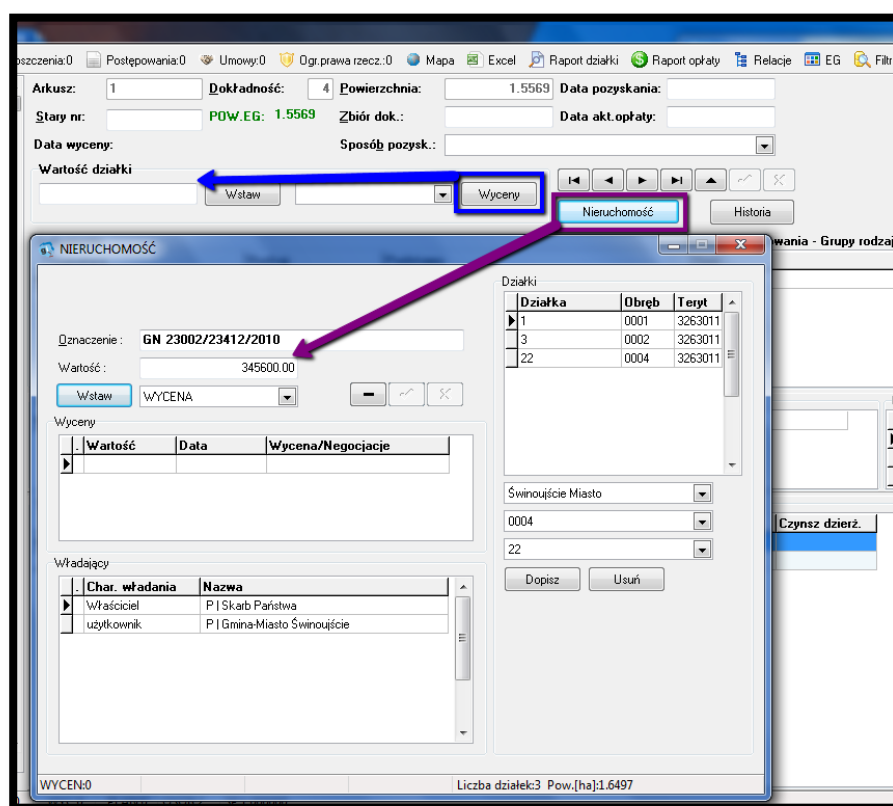 oszczenia:0 Postępowania:0 Umowy:0 Ogr.prawa rzecz.:0 Mapa Excel Raport działki Raport opłaty Relacje EG Filtr
Arkusz: 1 Dokładność: 4 Powierzchnia: 1.5569 Data pozyskania:
Stary nr: POW.EG: 1.5569 Zbiór dok.: Data akt.opłaty:
Data wyceny: Sposób pozysk.:
Wartość działki
Wstaw Wyceny
Nieruchomość Historia
NIERUCHOMOŚĆ
wania - Grupy rodzaj
Działki
Działka Obręb Teryt
1 0001 3263011
3 0002 3263011
22 0004 3263011
Oznaczenie : GN 23002/23412/2010
Wartość : 345600.00
Wstaw WYCENA
Wyceny
. Wartość Data Wycena/Negocjacje
Świnoujście Miasto
0004
22
Dopisz Usuń
Czynsz dzierż.
Władający
. Char. władania Nazwa
Właściciel P | Skarb Państwa
użytkownik P | Gmina-Miasto Świnoujście
WYCEN:0 Liczba działek:3 Pow.[ha]:1.6497